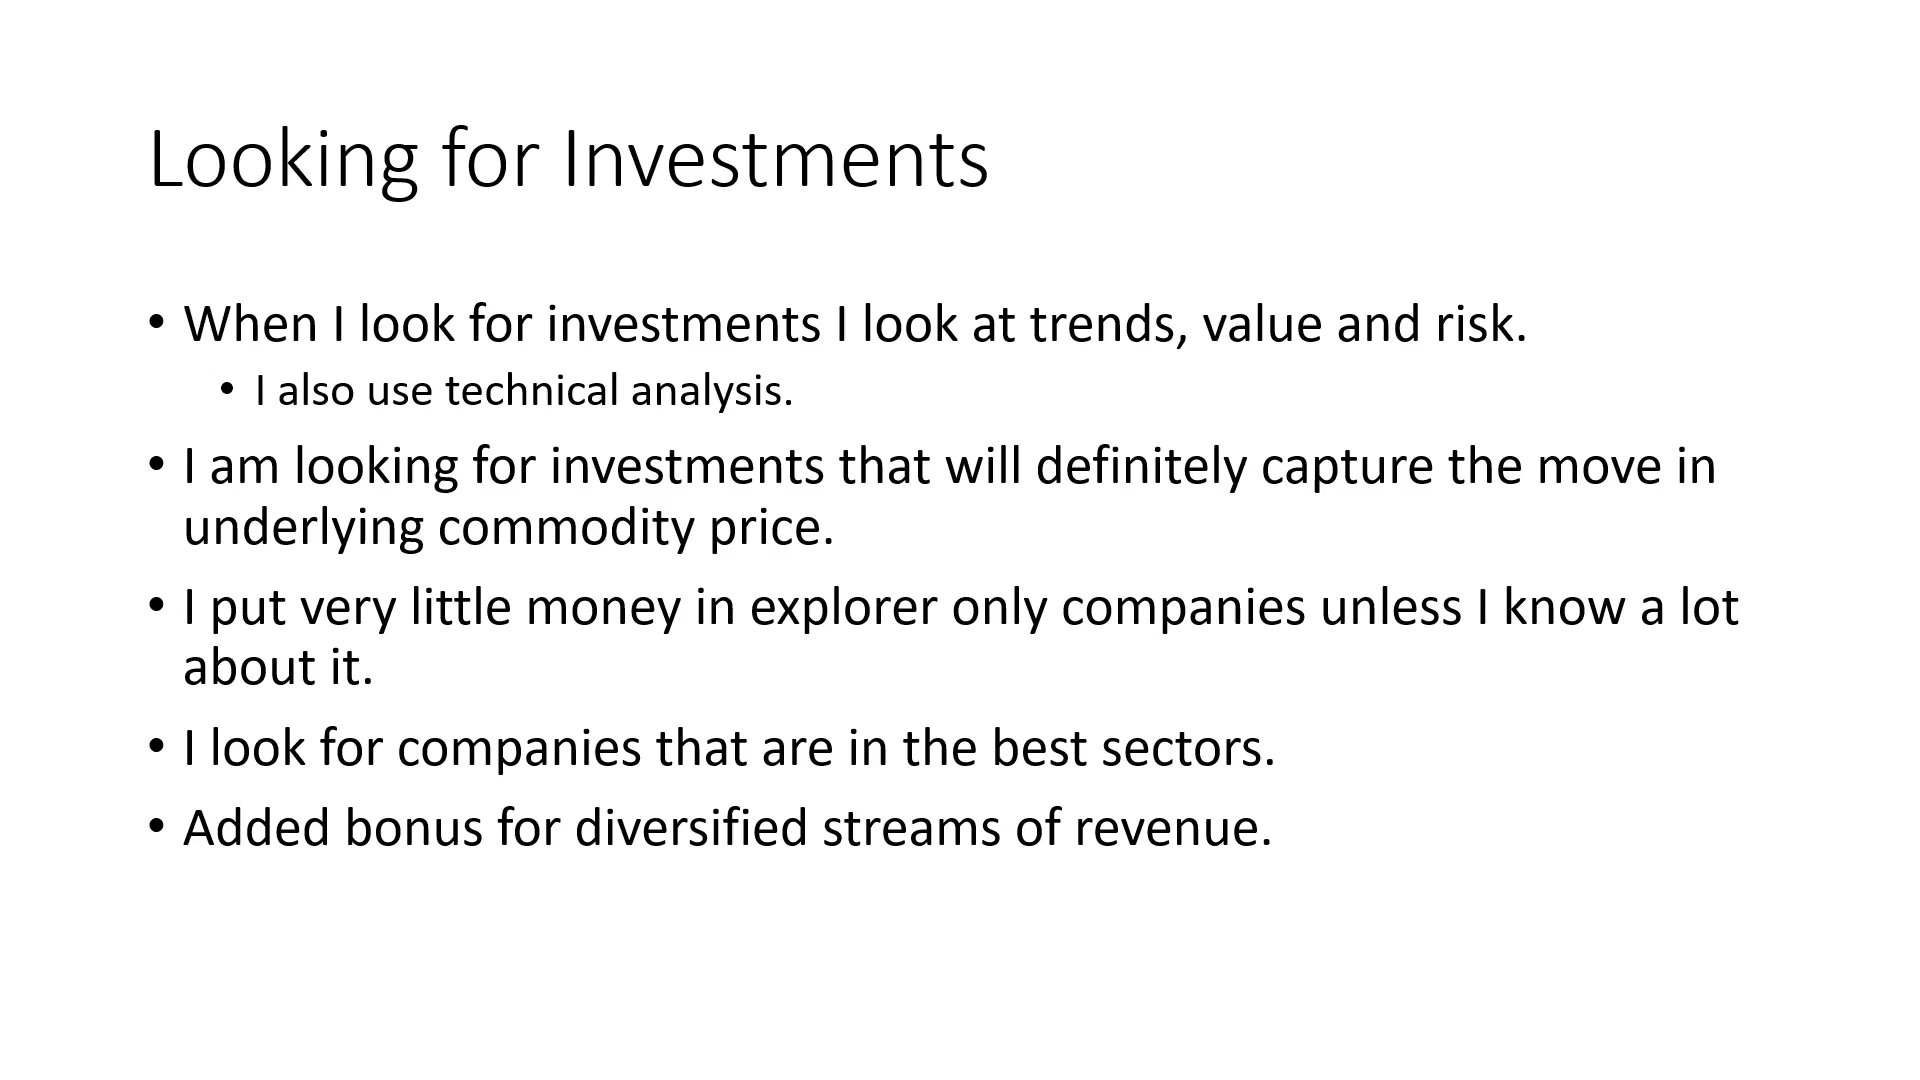 Looking for Investments
• When I look for investments I look at trends, value and risk.
• I also use technical analysis.
• I am looking for investments that will definitely capture the move in
underlying commodity price.
• I put very little money in explorer only companies unless I know a lot
about it.
• I look for companies that are in the best sectors.
• Added bonus for diversified streams of revenue.